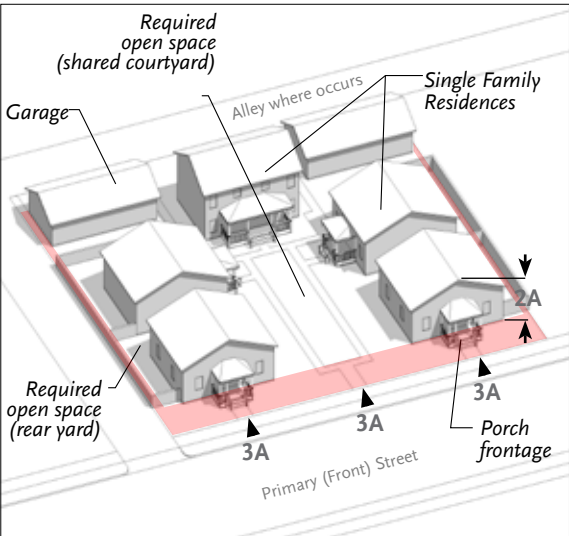 Required
open space
(shared courtyard)
Alley where occurs
Single Family
Residences
Garage
2A
Required
open space
(rear yard)
3A
3A
3A
Porch
frontage
Primary (Front) Street